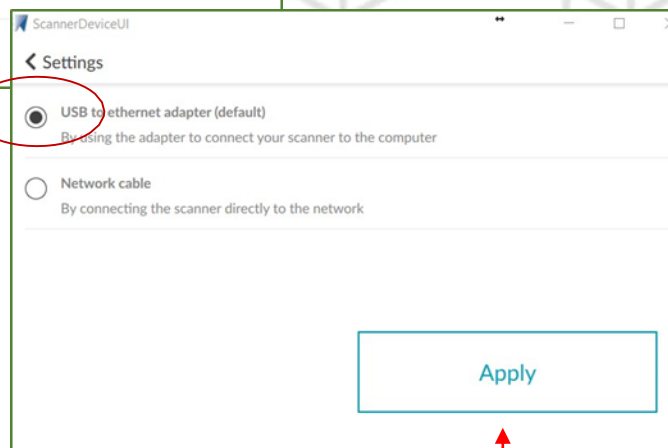 ScannerDeviceUI
Settings
USB to ethernet adapter (default)
By using the adapter to connect your scanner to the computer
Network cable
By connecting the scanner directly to the network
Apply